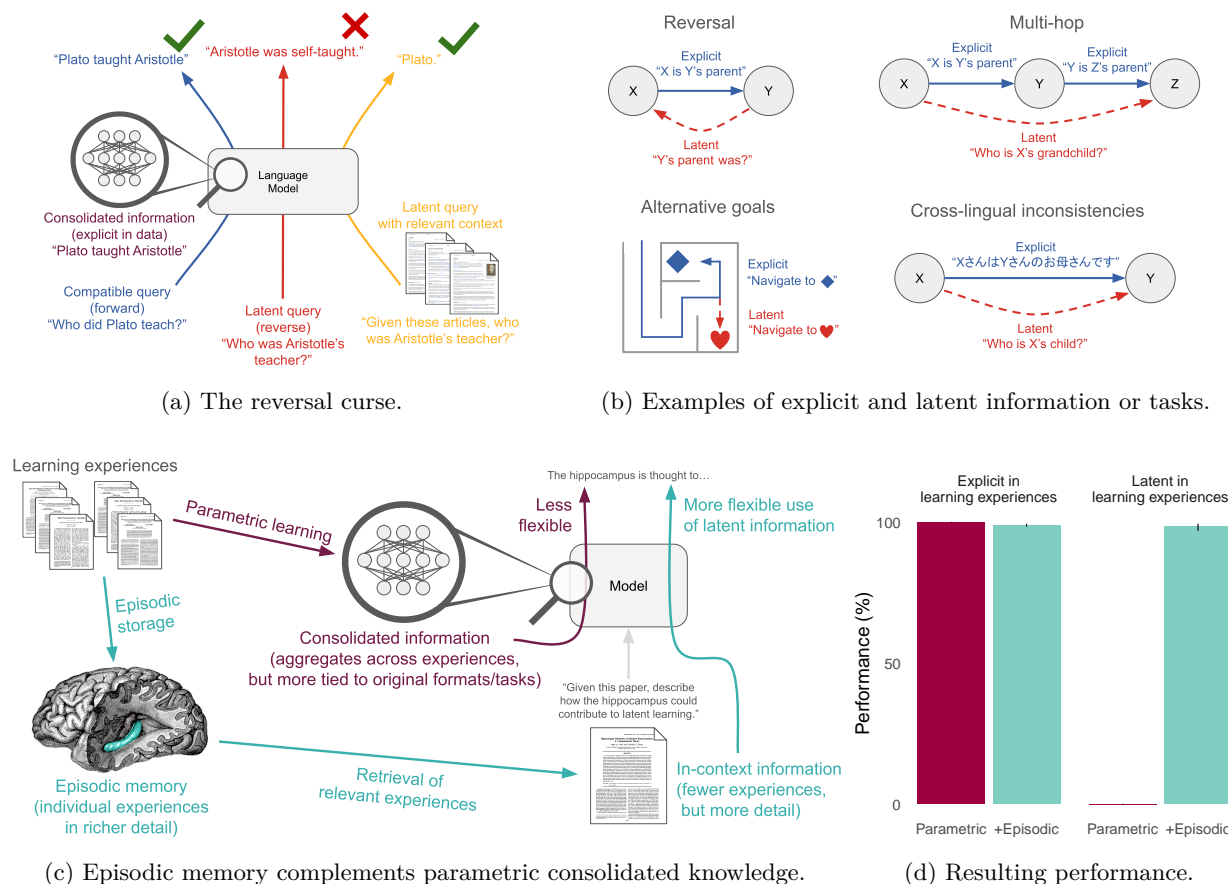 "Plato taught Aristotle"
"Aristotle was self-taught."
"Plato."
Language
Model
Consolidated information
(explicit in data)
"Plato taught Aristotle"
Latent query
with relevant context
Compatible query
(forward)
"Who did Plato teach?"
Latent query
(reverse)
"Who was Aristotle's
teacher?"
"Given these articles, who
was Aristotle's teacher?"
(a) The reversal curse.
Reversal
Explicit
"X is Y's parent"
X
Y
Latent
"Y's parent was?"
Multi-hop
Explicit
"X is Y's parent"
Explicit
"Y is Z's parent"
X
Y
Z
Latent
"Who is X's grandchild?"
Alternative goals
Explicit
"Navigate to ◆"
Latent
"Navigate to ♥"
Cross-lingual inconsistencies
Explicit
"XさんはYさんのお母さんです"
X
Y
Latent
"Who is X's child?"
(b) Examples of explicit and latent information or tasks.
Learning experiences
Parametric learning
Episodic
storage
The hippocampus is thought to…
Less
flexible
More flexible use
of latent information
Model
Consolidated information
(aggregates across experiences,
but more tied to original formats/tasks)
"Given this paper, describe
how the hippocampus could
contribute to latent learning."
Episodic memory
(individual experiences
in richer detail)
Retrieval of
relevant experiences
In-context information
(fewer experiences,
but more detail)
(c) Episodic memory complements parametric consolidated knowledge.
Explicit in
learning experiences
Latent in
learning experiences
Performance (%)
100
50
0
Parametric
+Episodic
Parametric
+Episodic
(d) Resulting performance.